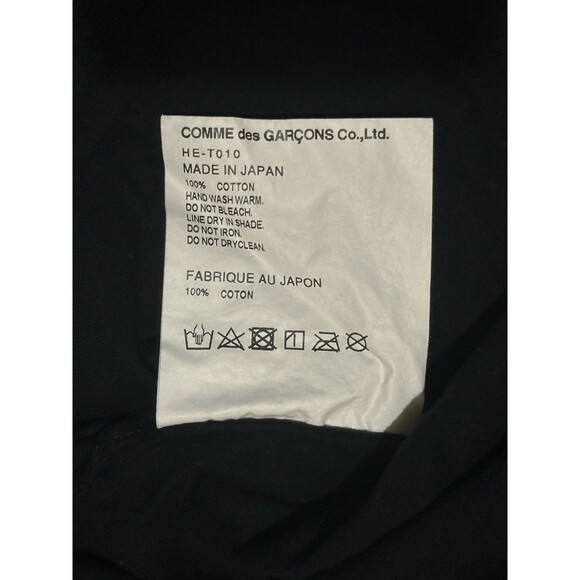 COMME des GARÇONS Co.,Ltd.
HE-T010
MADE IN JAPAN
100% COTTON
HAND WASH WARM.
DO NOT BLEACH.
LINE DRY IN SHADE.
DO NOT IRON.
DO NOT DRYCLEAN.
FABRIQUE AU JAPON
100% COTON